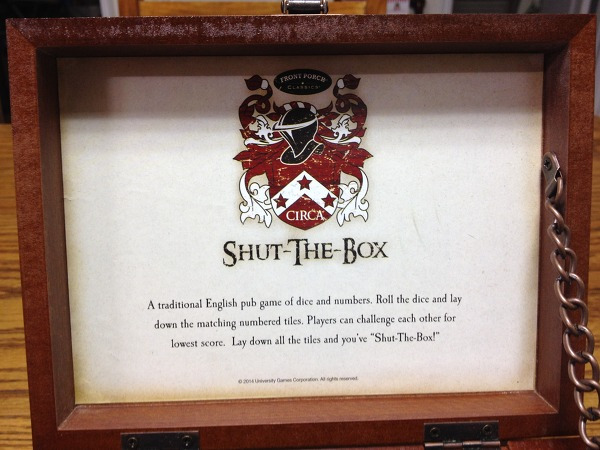 FRONT PORCH
CLASSICS
CIRCA
SHUT-THE-BOX
A traditional English pub game of dice and numbers. Roll the dice and lay
down the matching numbered tiles. Players can challenge each other for
lowest score. Lay down all the tiles and you've "Shut-The-Box!"
© 2014 University Games Corporation. All rights reserved.